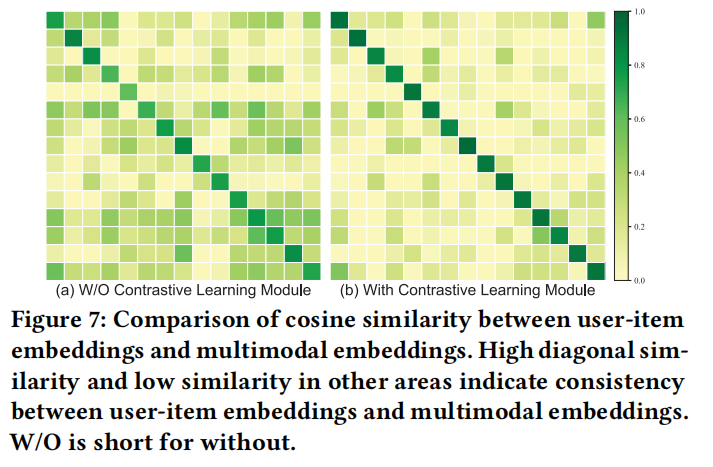 1.0
0.8
0.6
0.4
0.2
0.0
(a) W/O Contrastive Learning Module
(b) With Contrastive Learning Module
Figure 7: Comparison of cosine similarity between user-item
embeddings and multimodal embeddings. High diagonal sim-
ilarity and low similarity in other areas indicate consistency
between user-item embeddings and multimodal embeddings.
W/O is short for without.